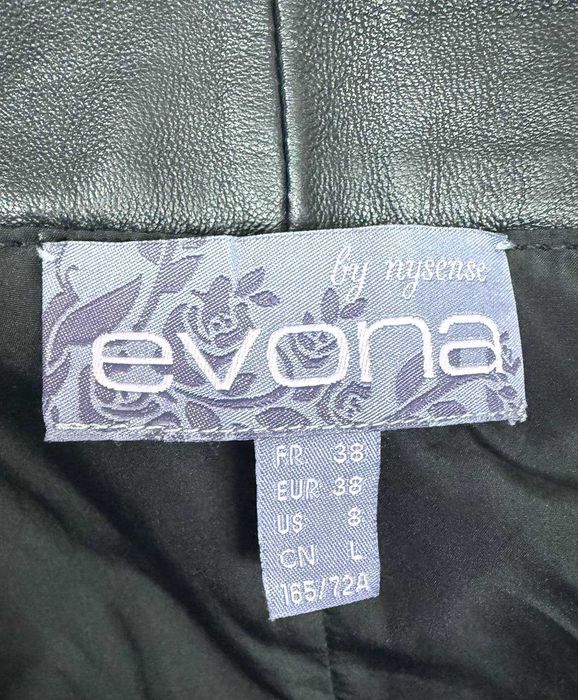 by nysense
evona
FR 38
EUR 38
US 8
CN L
165/72A